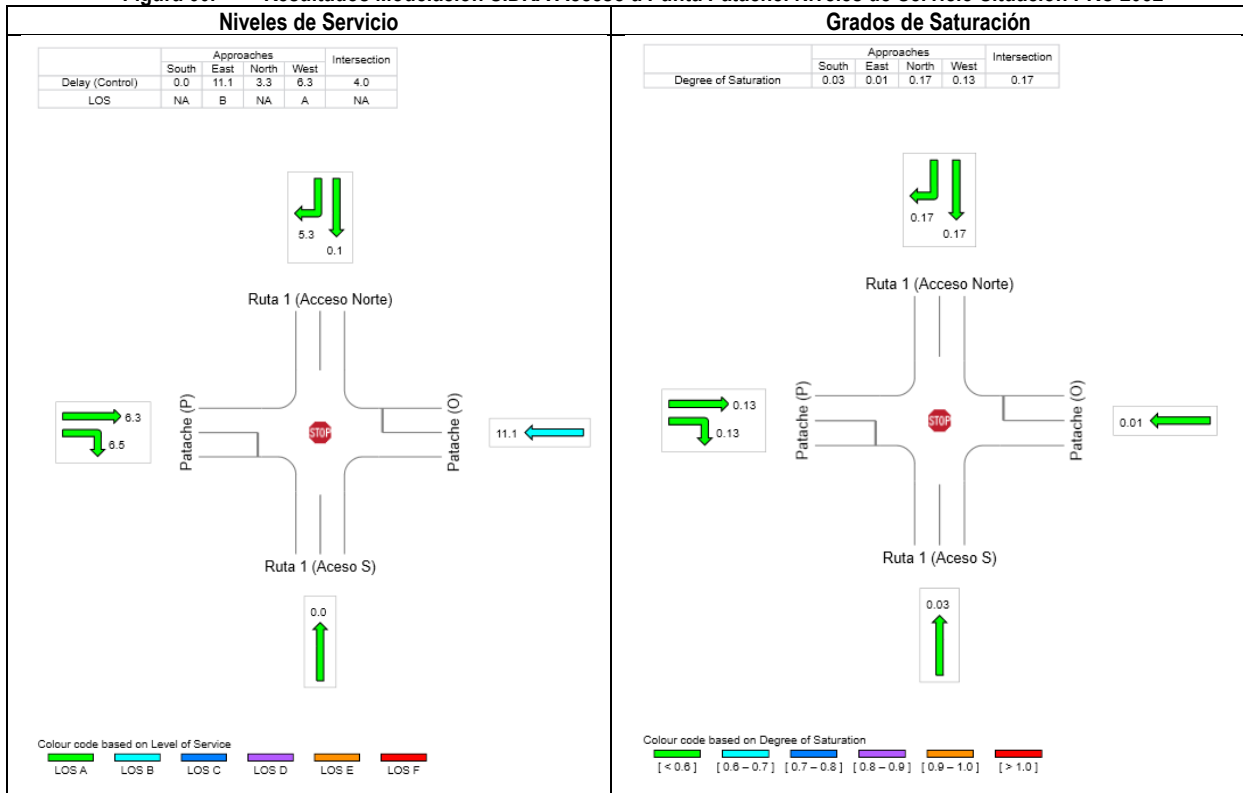 Niveles de Servicio
Approaches
Intersection
South East North West
Delay (Control) 0.0 11.1 3.3 6.3 4.0
LOS NA B NA A NA
5.3
0.1
Ruta 1 (Acceso Norte)
Patache (P)
6.3
6.5
STOP
Patache (O)
11.1
Ruta 1 (Aceso S)
0.0
Colour code based on Level of Service
LOS A LOS B LOS C LOS D LOS E LOS F
Grados de Saturación
Approaches
Intersection
South East North West
Degree of Saturation 0.03 0.01 0.17 0.13 0.17
0.17
0.17
Ruta 1 (Acceso Norte)
Patache (P)
0.13
0.13
STOP
Patache (O)
0.01
Ruta 1 (Aceso S)
0.03
Colour code based on Degree of Saturation
[ < 0.6 ] [ 0.6 – 0.7 ] [ 0.7 – 0.8 ] [ 0.8 – 0.9 ] [ 0.9 – 1.0 ] [ > 1.0 ]